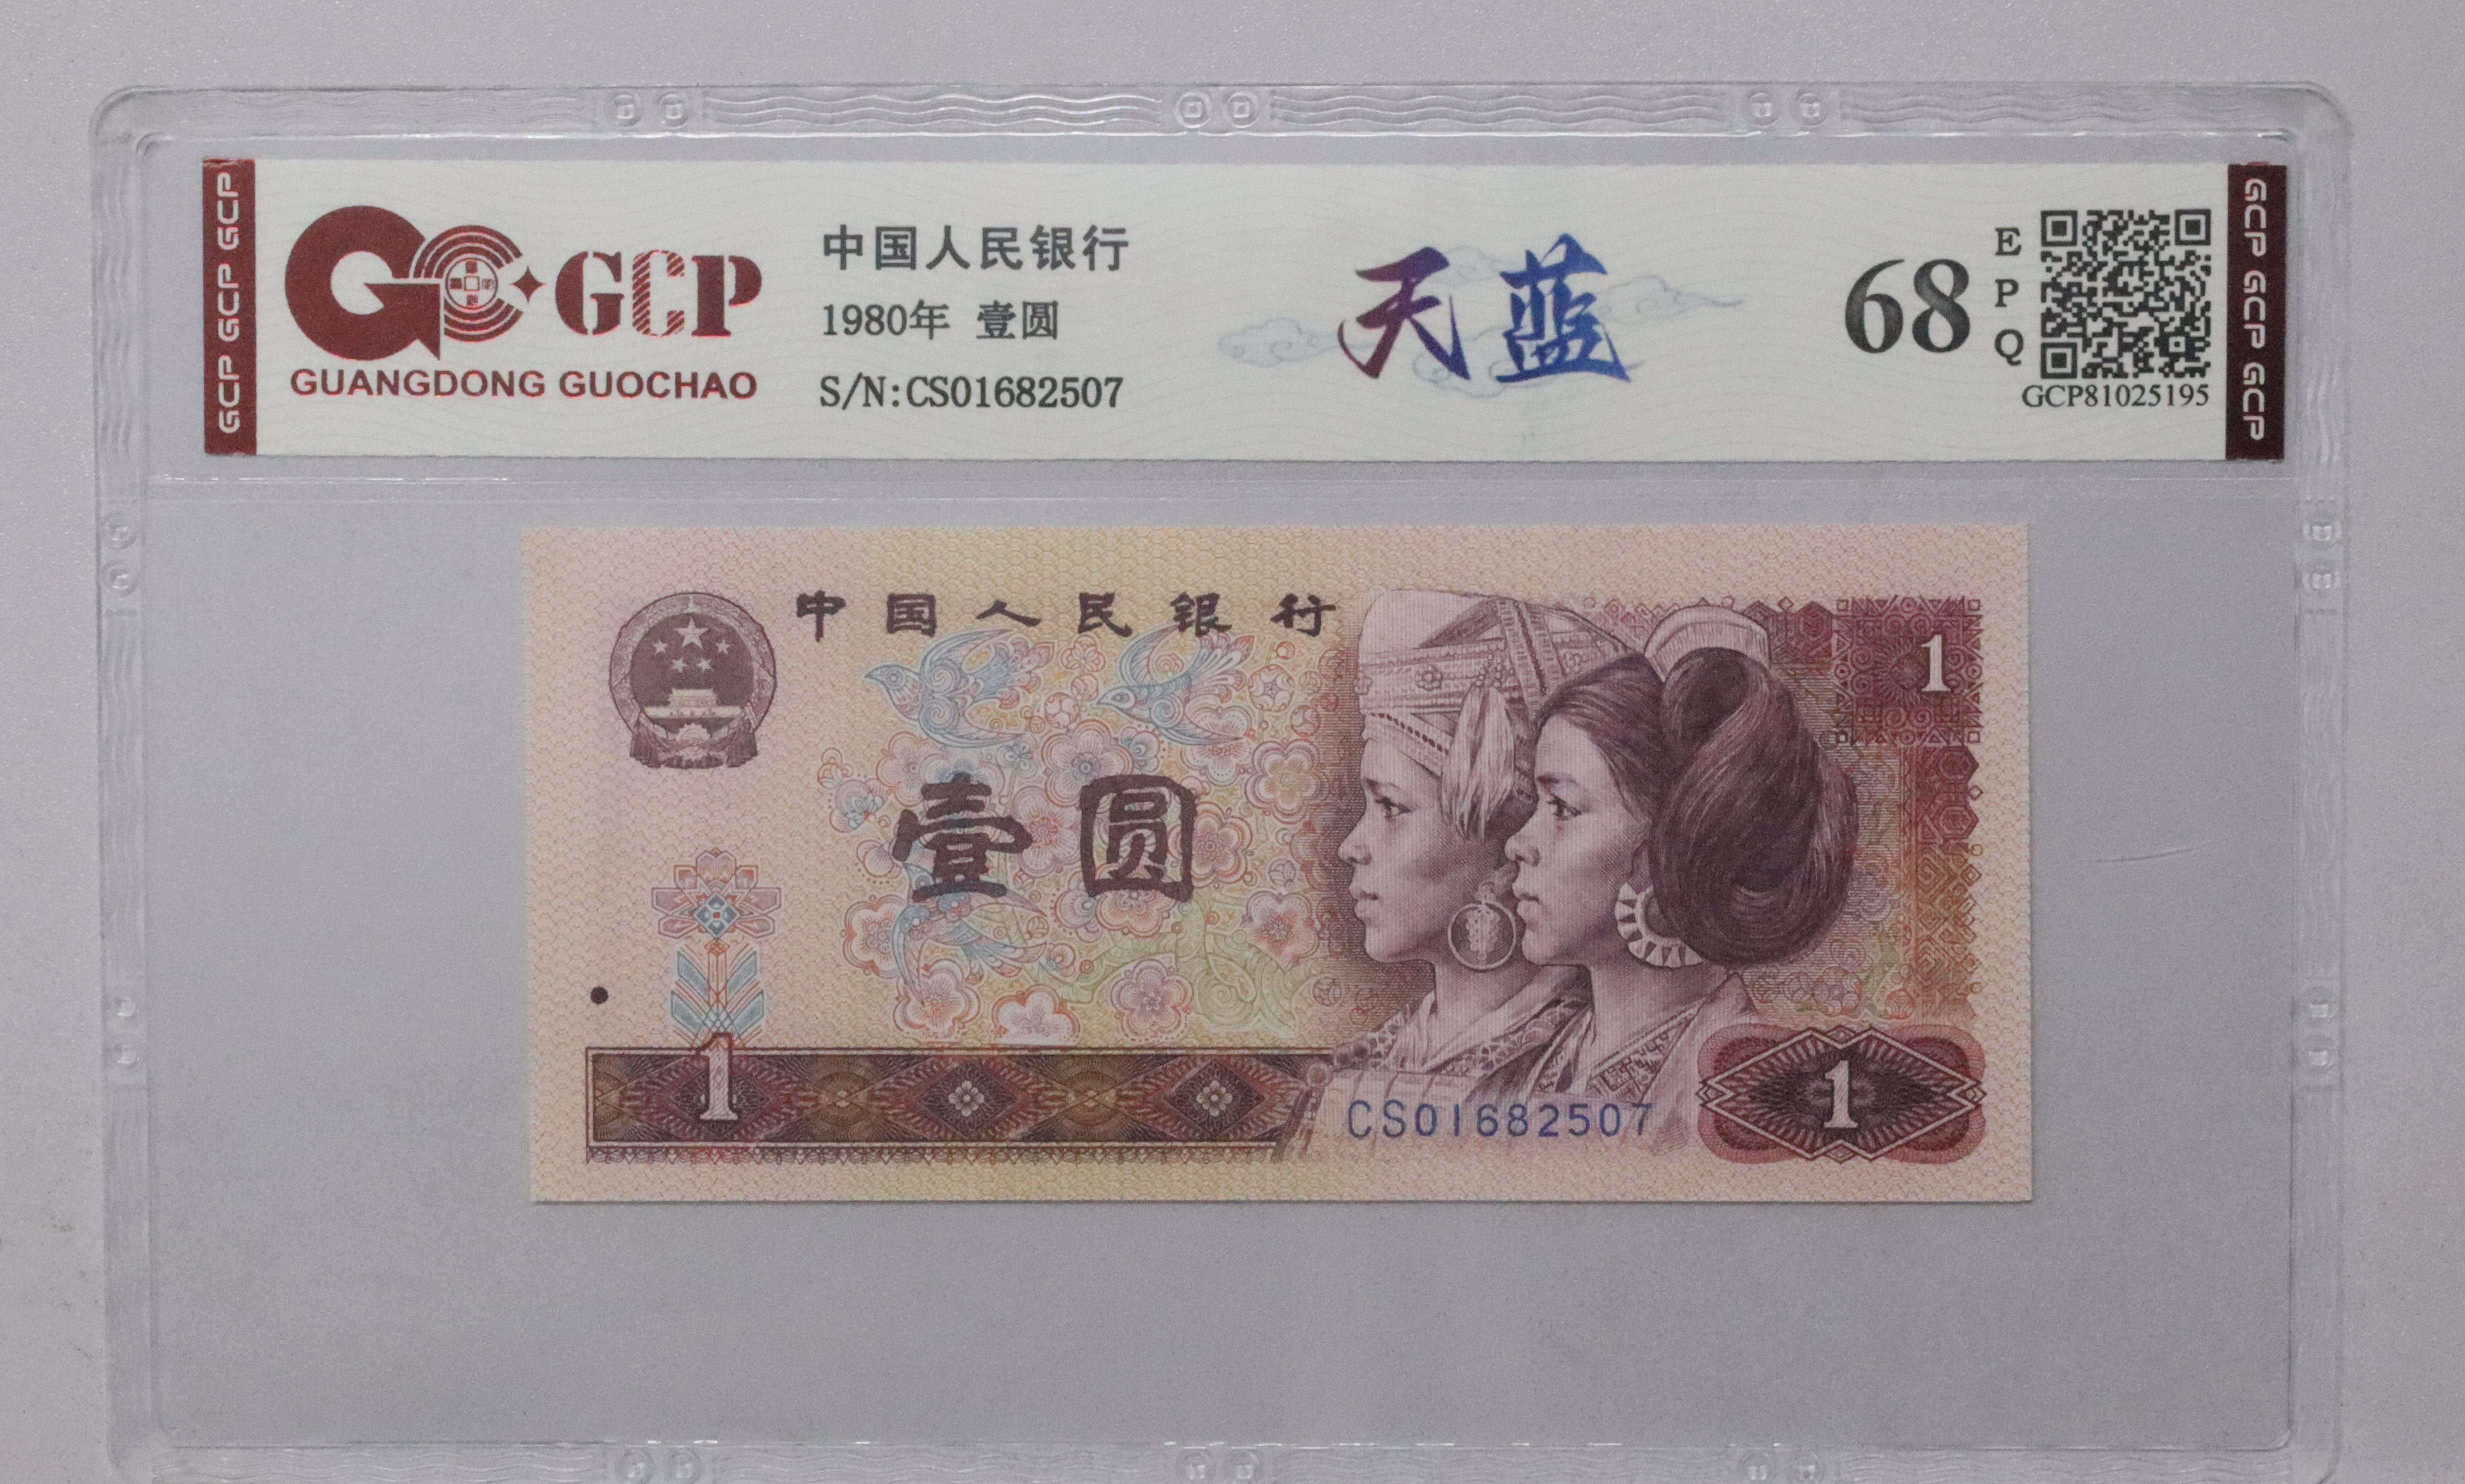 GCP GCP GCP
GCP
GUANGDONG GUOCHAO
中国人民银行
1980年 壹圆
S/N:CS01682507
天蓝
68
E
P
Q
GCP81025195
GCP GCP GCP
中国人民银行
1
壹圆
1
CS01682507
1